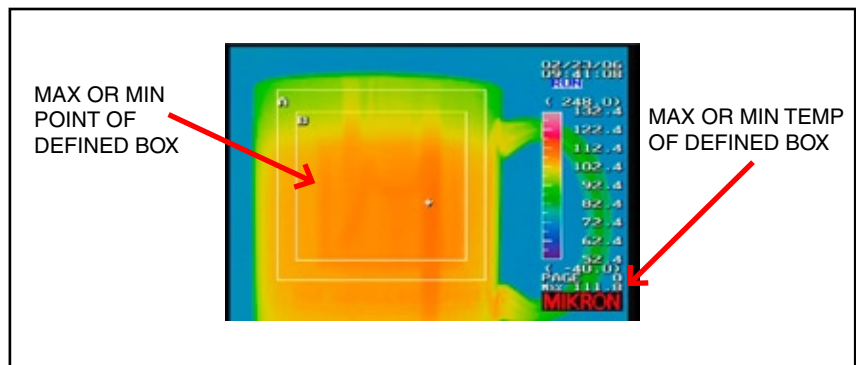 MAX OR MIN
POINT OF
DEFINED BOX
A
B
02/23/06
09:41:08
RUN
( 248.0)
132.4
122.4
112.4
102.4
92.4
82.4
72.4
62.4
52.4
( -40.0)
PAGE 0
Max 111.8
MIKRON
MAX OR MIN TEMP
OF DEFINED BOX